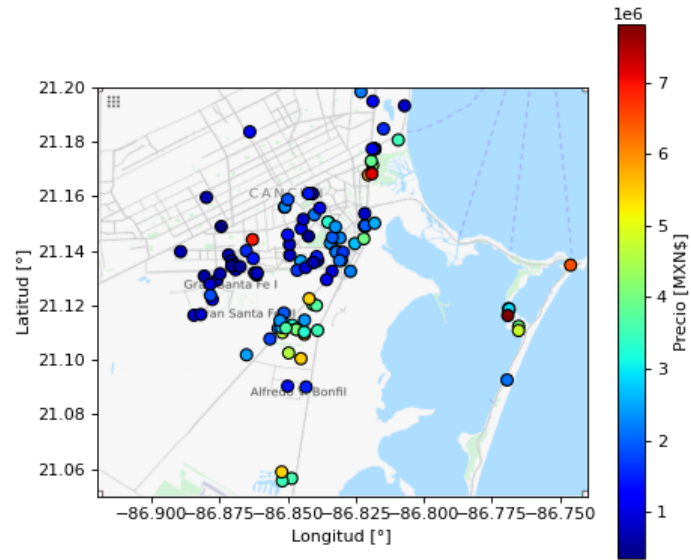 1e6
21.20
21.18
21.16
21.14
21.12
21.10
21.08
21.06
Latitud [°]
CANC
Gran Santa Fe I
ran Santa Fe
Alfredo V. Bonfil
−86.900 −86.875 −86.850 −86.825 −86.800 −86.775 −86.750
Longitud [°]
7
6
5
4
3
2
1
Precio [MXN$]